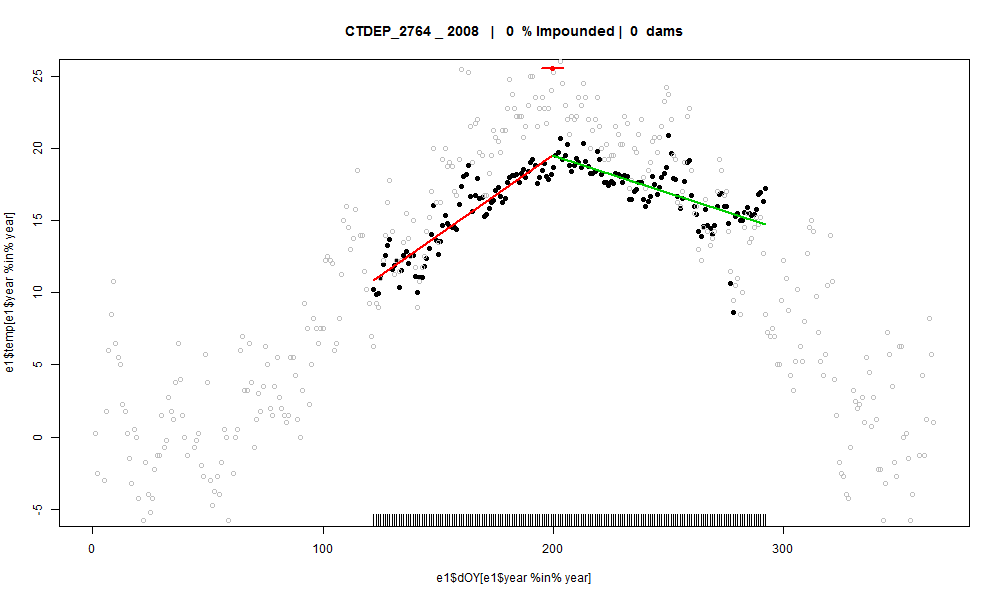 CTDEP_2764 _ 2008 | 0 % Impounded | 0 dams
25
20
15
10
5
0
-5
e1$temp[e1$year %in% year]
0 100 200 300
e1$dOY[e1$year %in% year]